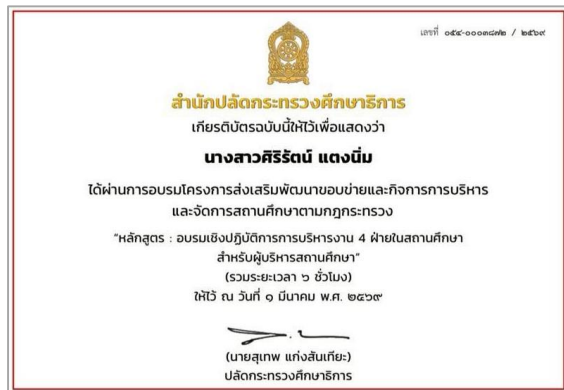 เลขที่ ๐๕๔-๐๐๐๓๘๗๒ / ๒๕๖๙
สำนักปลัดกระทรวงศึกษาธิการ
เกียรติบัตรฉบับนี้ให้ไว้เพื่อแสดงว่า
นางสาวศิริรัตน์ แตงนิ่ม
ได้ผ่านการอบรมโครงการส่งเสริมพัฒนาขอบข่ายและกิจการการบริหาร
และจัดการสถานศึกษาตามกฎกระทรวง
"หลักสูตร : อบรมเชิงปฏิบัติการการบริหารงาน 4 ฝ่ายในสถานศึกษา
สำหรับผู้บริหารสถานศึกษา"
(รวมระยะเวลา ๖ ชั่วโมง)
ให้ไว้ ณ วันที่ ๑ มีนาคม พ.ศ. ๒๕๖๙
(นายสุเทพ แก่งสันเทียะ)
ปลัดกระทรวงศึกษาธิการ